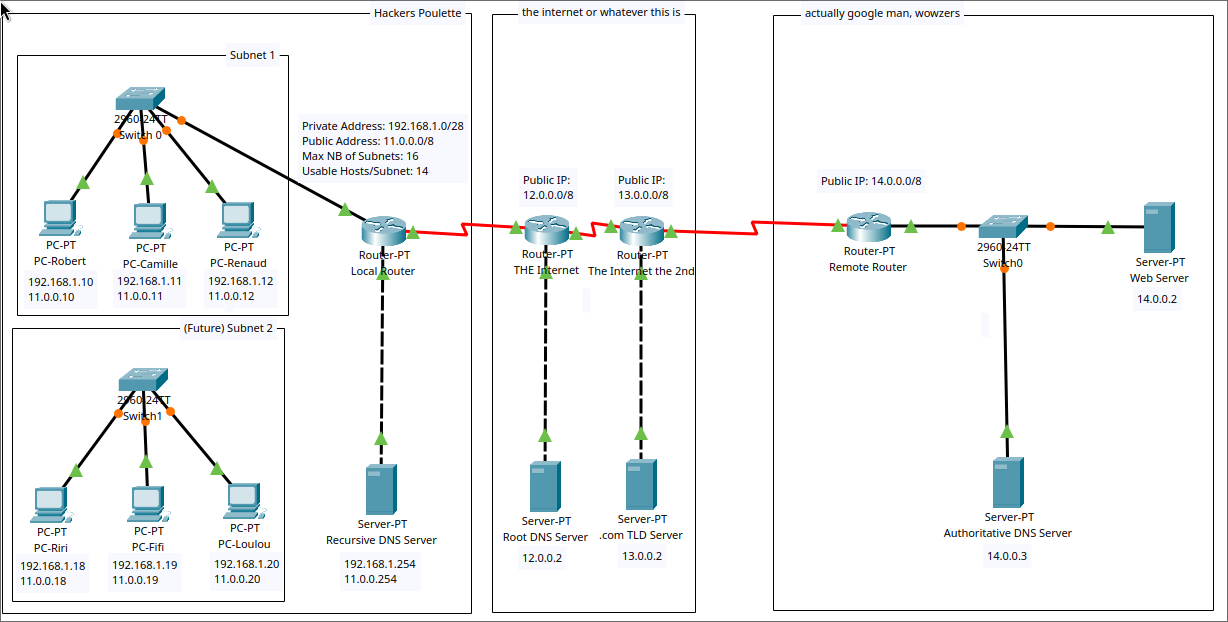 Hackers Poulette
the internet or whatever this is
actually google man, wowzers
Subnet 1
2960-24TT
Switch 0
Private Address: 192.168.1.0/28
Public Address: 11.0.0.0/8
Max NB of Subnets: 16
Usable Hosts/Subnet: 14
Public IP:
12.0.0.0/8
Public IP:
13.0.0.0/8
Public IP: 14.0.0.0/8
PC-PT
PC-Robert
192.168.1.10
11.0.0.10
PC-PT
PC-Camille
192.168.1.11
11.0.0.11
PC-PT
PC-Renaud
192.168.1.12
11.0.0.12
Router-PT
Local Router
Router-PT
THE Internet
Router-PT
The Internet the 2nd
Router-PT
Remote Router
2960-24TT
Switch0
Server-PT
Web Server
14.0.0.2
(Future) Subnet 2
2960-24TT
Switch1
PC-PT
PC-Riri
192.168.1.18
11.0.0.18
PC-PT
PC-Fifi
192.168.1.19
11.0.0.19
PC-PT
PC-Loulou
192.168.1.20
11.0.0.20
Server-PT
Recursive DNS Server
192.168.1.254
11.0.0.254
Server-PT
Root DNS Server
12.0.0.2
Server-PT
.com TLD Server
13.0.0.2
Server-PT
Authoritative DNS Server
14.0.0.3